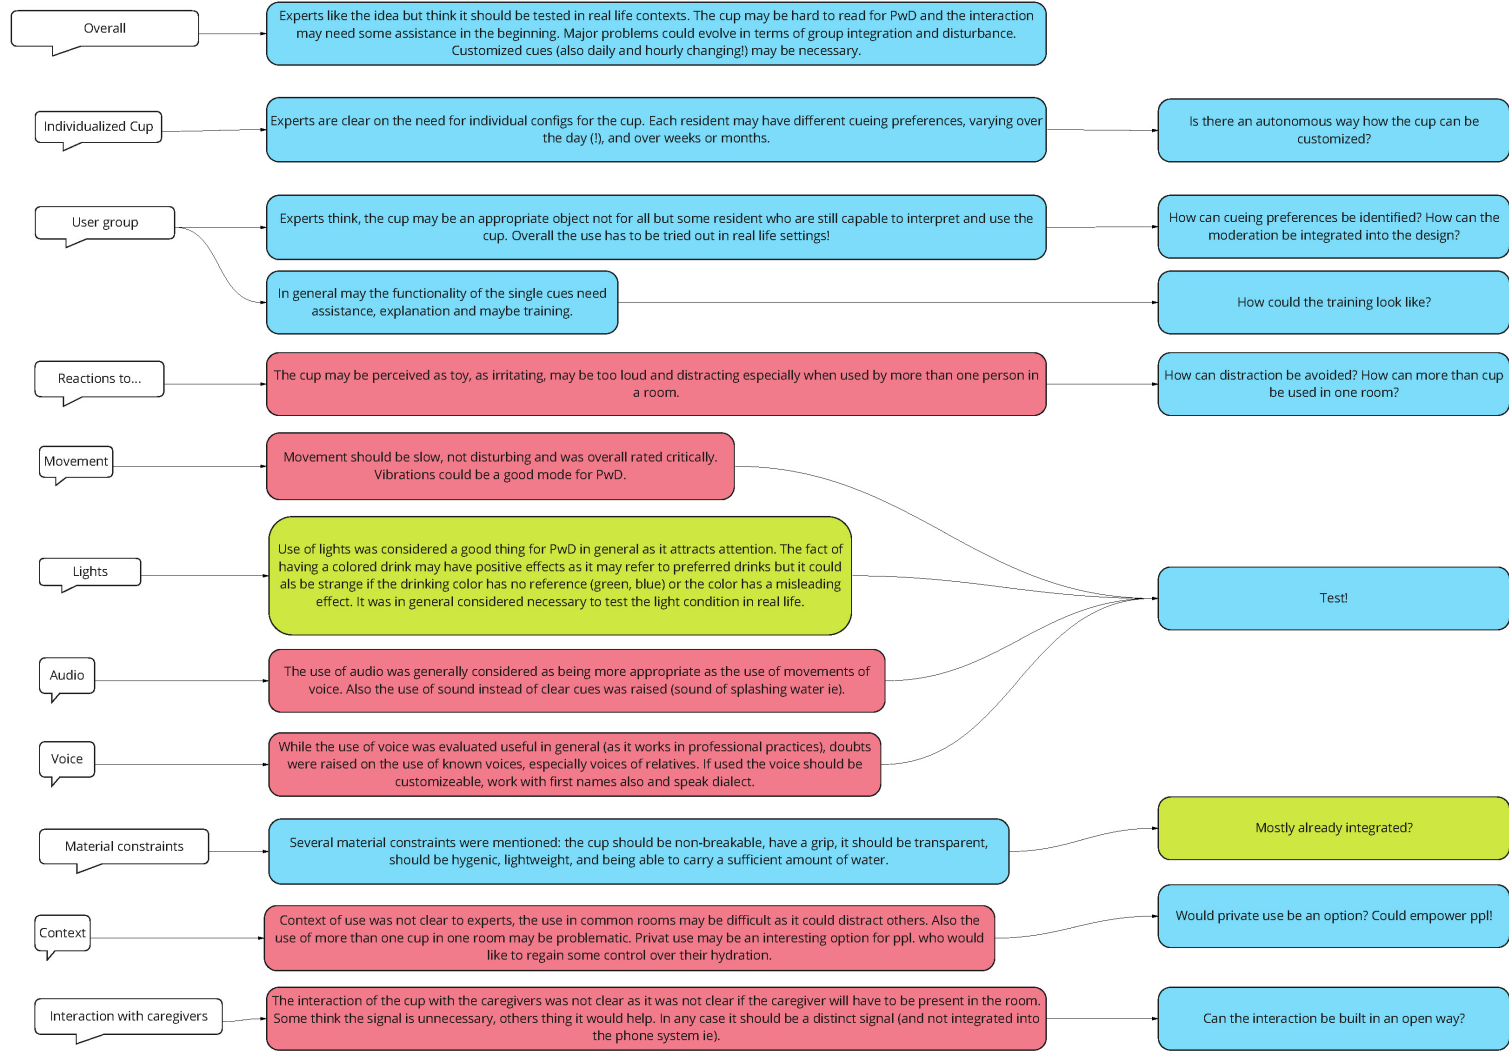 Overall
Experts like the idea but think it should be tested in real life contexts. The cup may be hard to read for PwD and the interaction
may need some assistance in the beginning. Major problems could evolve in terms of group integration and disturbance.
Customized cues (also daily and hourly changing!) may be necessary.
Individualized Cup
Experts are clear on the need for individual configs for the cup. Each resident may have different cueing preferences, varying over
the day (!), and over weeks or months.
Is there an autonomous way how the cup can be
customized?
User group
Experts think, the cup may be an appropriate object not for all but some resident who are still capable to interpret and use the
cup. Overall the use has to be tried out in real life settings!
How can cueing preferences be identified? How can the
moderation be integrated into the design?
In general may the functionality of the single cues need
assistance, explanation and maybe training.
How could the training look like?
Reactions to...
The cup may be perceived as toy, as irritating, may be too loud and distracting especially when used by more than one person in
a room.
How can distraction be avoided? How can more than cup
be used in one room?
Movement
Movement should be slow, not disturbing and was overall rated critically.
Vibrations could be a good mode for PwD.
Lights
Use of lights was considered a good thing for PwD in general as it attracts attention. The fact of
having a colored drink may have positive effects as it may refer to preferred drinks but it could
als be strange if the drinking color has no reference (green, blue) or the color has a misleading
effect. It was in general considered necessary to test the light condition in real life.
Test!
Audio
The use of audio was generally considered as being more appropriate as the use of movements of
voice. Also the use of sound instead of clear cues was raised (sound of splashing water ie).
Voice
While the use of voice was evaluated useful in general (as it works in professional practices), doubts
were raised on the use of known voices, especially voices of relatives. If used the voice should be
customizeable, work with first names also and speak dialect.
Material constraints
Several material constraints were mentioned: the cup should be non-breakable, have a grip, it should be transparent,
should be hygenic, lightweight, and being able to carry a sufficient amount of water.
Mostly already integrated?
Context
Context of use was not clear to experts, the use in common rooms may be difficult as it could distract others. Also the
use of more than one cup in one room may be problematic. Privat use may be an interesting option for ppl. who would
like to regain some control over their hydration.
Would private use be an option? Could empower ppl!
Interaction with caregivers
The interaction of the cup with the caregivers was not clear as it was not clear if the caregiver will have to be present in the room.
Some think the signal is unnecessary, others thing it would help. In any case it should be a distinct signal (and not integrated into
the phone system ie).
Can the interaction be built in an open way?